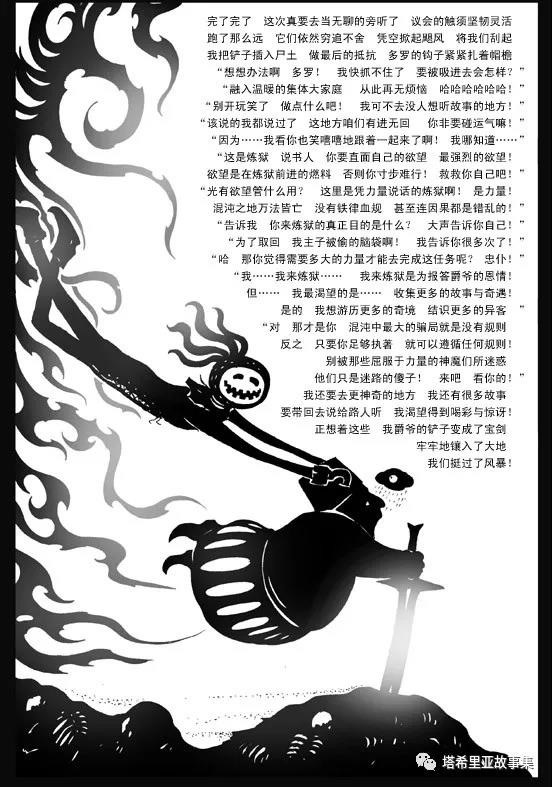 完了完了 这次真要去当无聊的旁听了 议会的触须坚韧灵活
跑了那么远 它们依然穷追不舍 凭空掀起飓风 将我们刮起
我把铲子插入尸土 做最后的抵抗 多罗的钩子紧紧扎着帽檐
“想想办法啊 多罗! 我快抓不住了 要被吸进去会怎样?”
“融入温暖的集体大家庭 从此再无烦恼 哈哈哈哈哈哈!”
“别开玩笑了 做点什么吧! 我可不去没人想听故事的地方!”
“该说的我都说过了 这地方咱们有进无回 你非要碰运气嘛!”
“因为……我看你也笑嘻嘻地跟着一起来了啊! 我哪知道……”
“这是炼狱 说书人 你要直面自己的欲望 最强烈的欲望!
欲望是在炼狱前进的燃料 否则你寸步难行! 救救你自己吧!”
“光有欲望管什么用? 这里是凭力量说话的炼狱啊! 是力量!
混沌之地万法皆亡 没有铁律血规 甚至连因果都是错乱的!”
“告诉我 你来炼狱的真正目的是什么? 大声告诉你自己!”
“为了取回 我主子被偷的脑袋啊! 我告诉你很多次了!”
“哈 那你觉得需要多大的力量才能去完成这任务呢? 忠仆!”
“我……我来炼狱…… 我来炼狱是为报答爵爷的恩情!
但…… 我最渴望的是…… 收集更多的故事与奇遇!
是的 我想游历更多的奇境 结识更多的异客 ”
“对 那才是你 混沌中最大的骗局就是没有规则
反之 只要你足够执著 就可以遵循任何规则!
别被那些屈服于力量的神魔们所迷惑
他们只是迷路的傻子! 来吧 看你的!”
我还要去更神奇的地方 我还有很多故事
要带回去说给路人听 我渴望得到喝彩与惊讶!
正想着这些 我爵爷的铲子变成了宝剑
牢牢地镶入了大地
我们挺过了风暴!
塔希里亚故事集